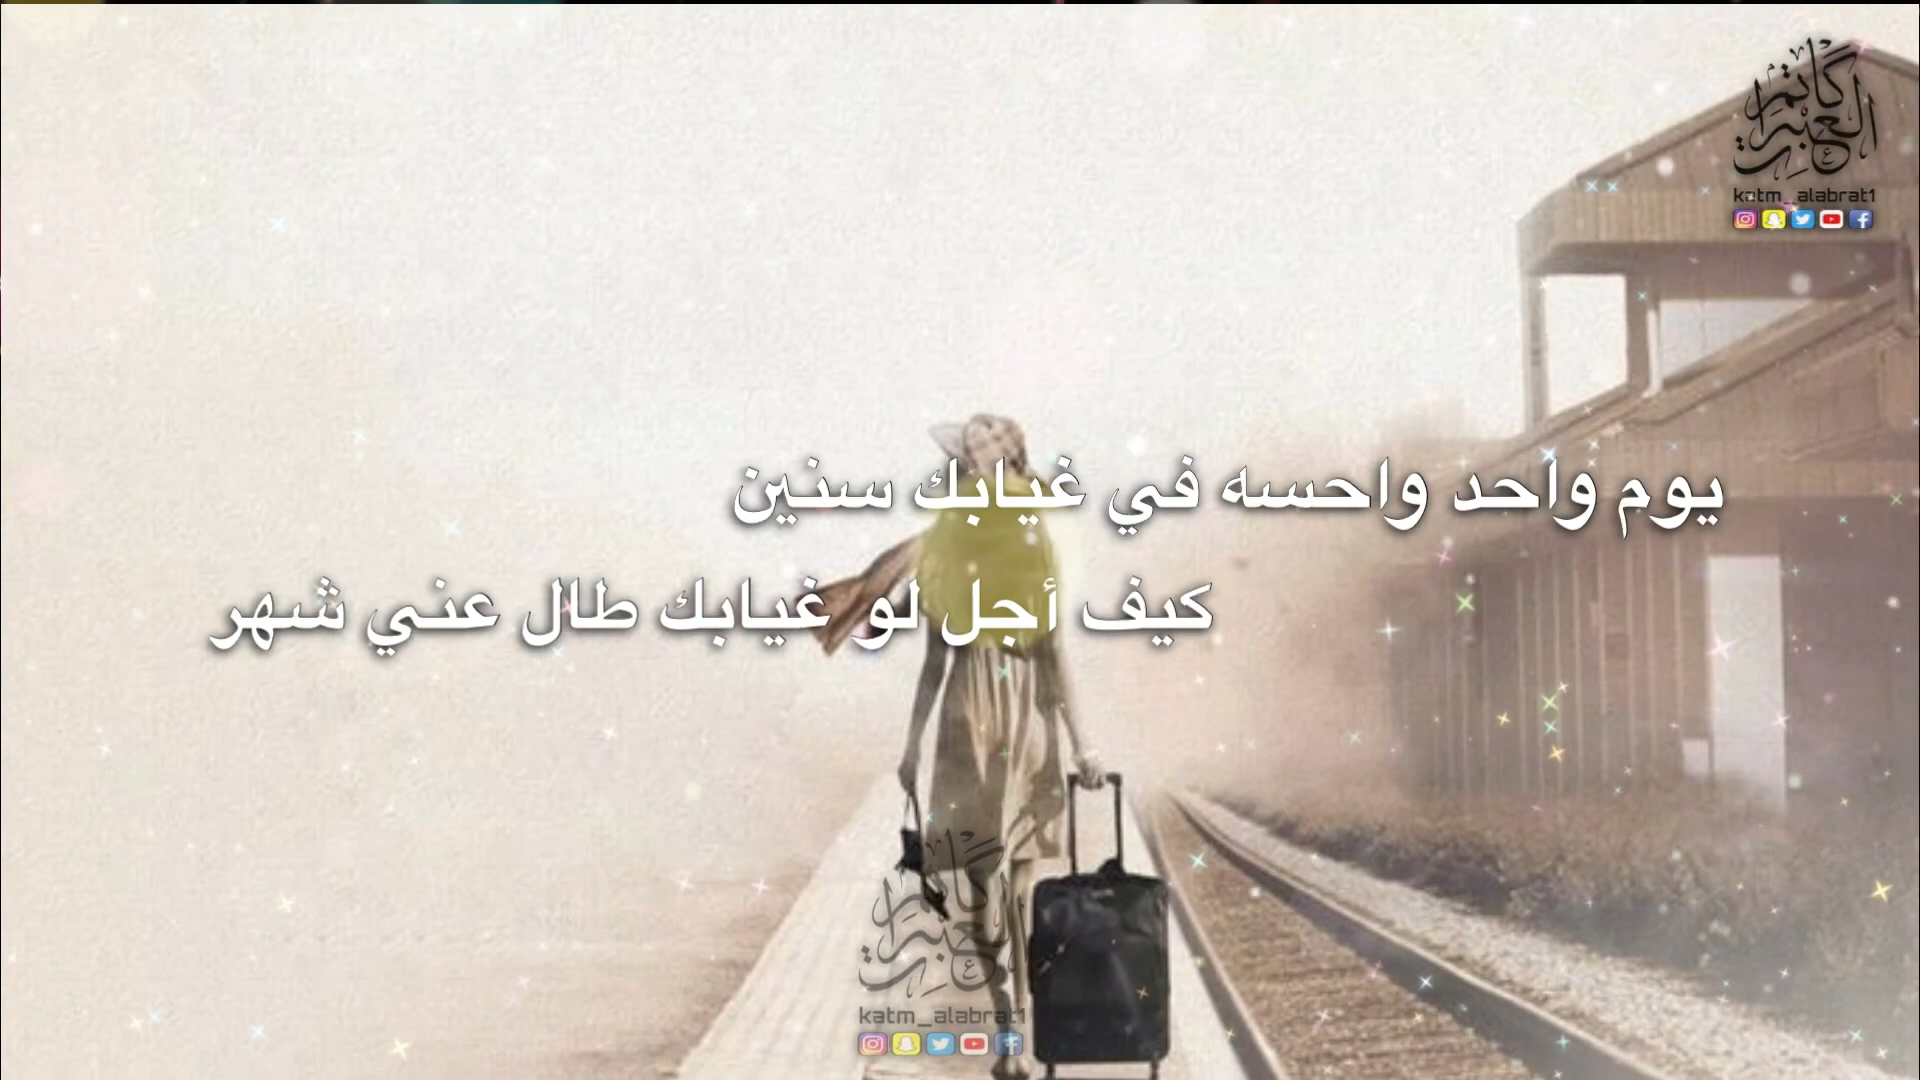 كاتم العبرات
katm_alabrat1
يوم واحد واحسه في غيابك سنين
كيف أجل لو غيابك طال عني شهر
كاتم العبرات
katm_alabrat1